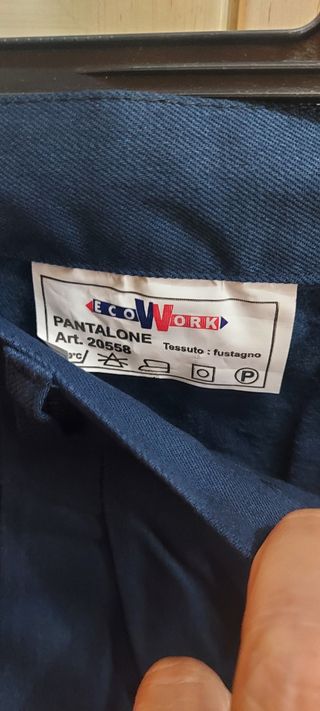 ECOWORK
PANTALONE
Art. 20558
Tessuto : fustagno
°C
P